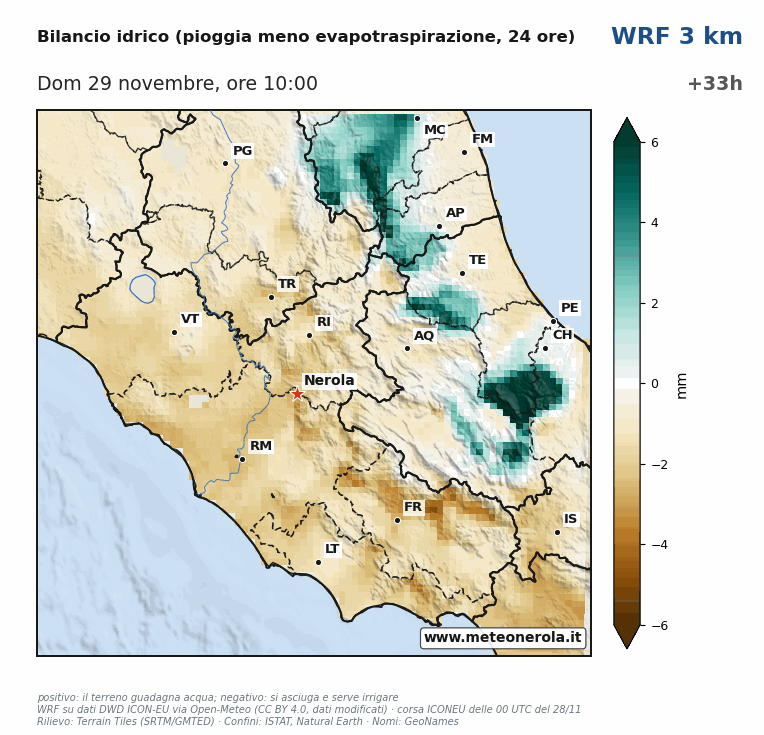 Bilancio idrico (pioggia meno evapotraspirazione, 24 ore)
WRF 3 km
Dom 29 novembre, ore 10:00
+33h
MC
FM
PG
AP
TE
TR
PE
VT
RI
AQ
CH
Nerola
RM
FR
IS
LT
www.meteonerola.it
6
4
2
0
−2
−4
−6
mm
positivo: il terreno guadagna acqua; negativo: si asciuga e serve irrigare
WRF su dati DWD ICON-EU via Open-Meteo (CC BY 4.0, dati modificati) · corsa ICONEU delle 00 UTC del 28/11
Rilievo: Terrain Tiles (SRTM/GMTED) · Confini: ISTAT, Natural Earth · Nomi: GeoNames